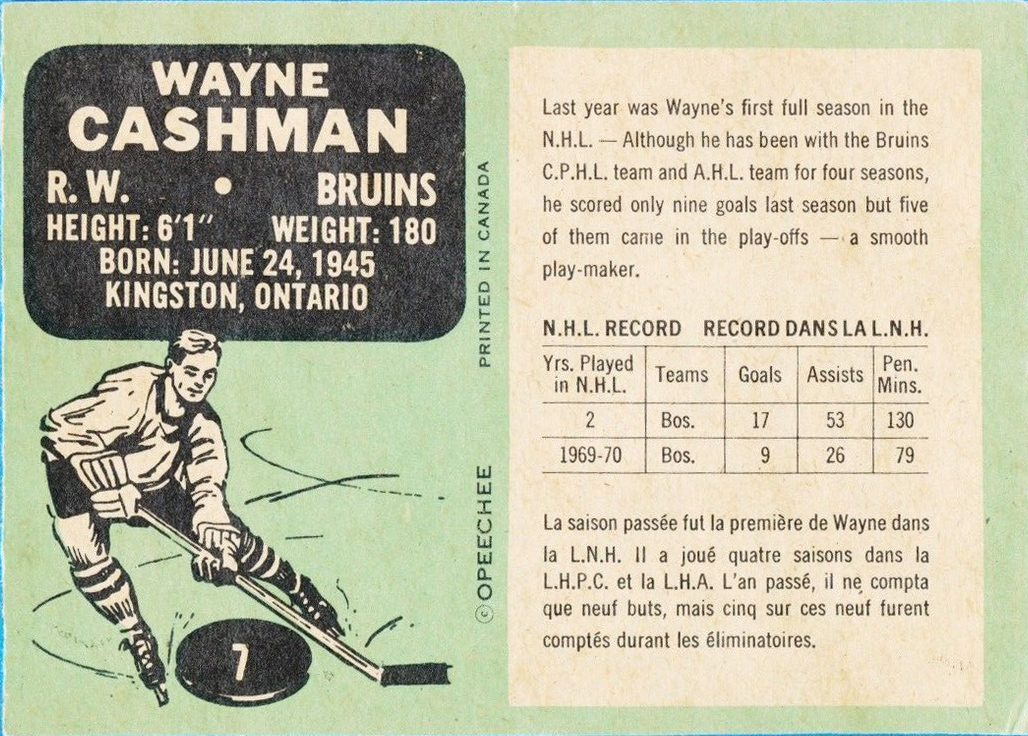 WAYNE
CASHMAN
R. W. • BRUINS
HEIGHT: 6'1" WEIGHT: 180
BORN: JUNE 24, 1945
KINGSTON, ONTARIO
7
PRINTED IN CANADA
© OPEECHEE
Last year was Wayne's first full season in the
N.H.L. — Although he has been with the Bruins
C.P.H.L. team and A.H.L. team for four seasons,
he scored only nine goals last season but five
of them came in the play-offs — a smooth
play-maker.
N.H.L. RECORD RECORD DANS LA L.N.H.
Yrs. Played in N.H.L. Teams Goals Assists Pen. Mins.
2 Bos. 17 53 130
1969-70 Bos. 9 26 79
La saison passée fut la première de Wayne dans
la L.N.H. Il a joué quatre saisons dans la
L.H.P.C. et la L.H.A. L'an passé, il ne compta
que neuf buts, mais cinq sur ces neuf furent
comptés durant les éliminatoires.